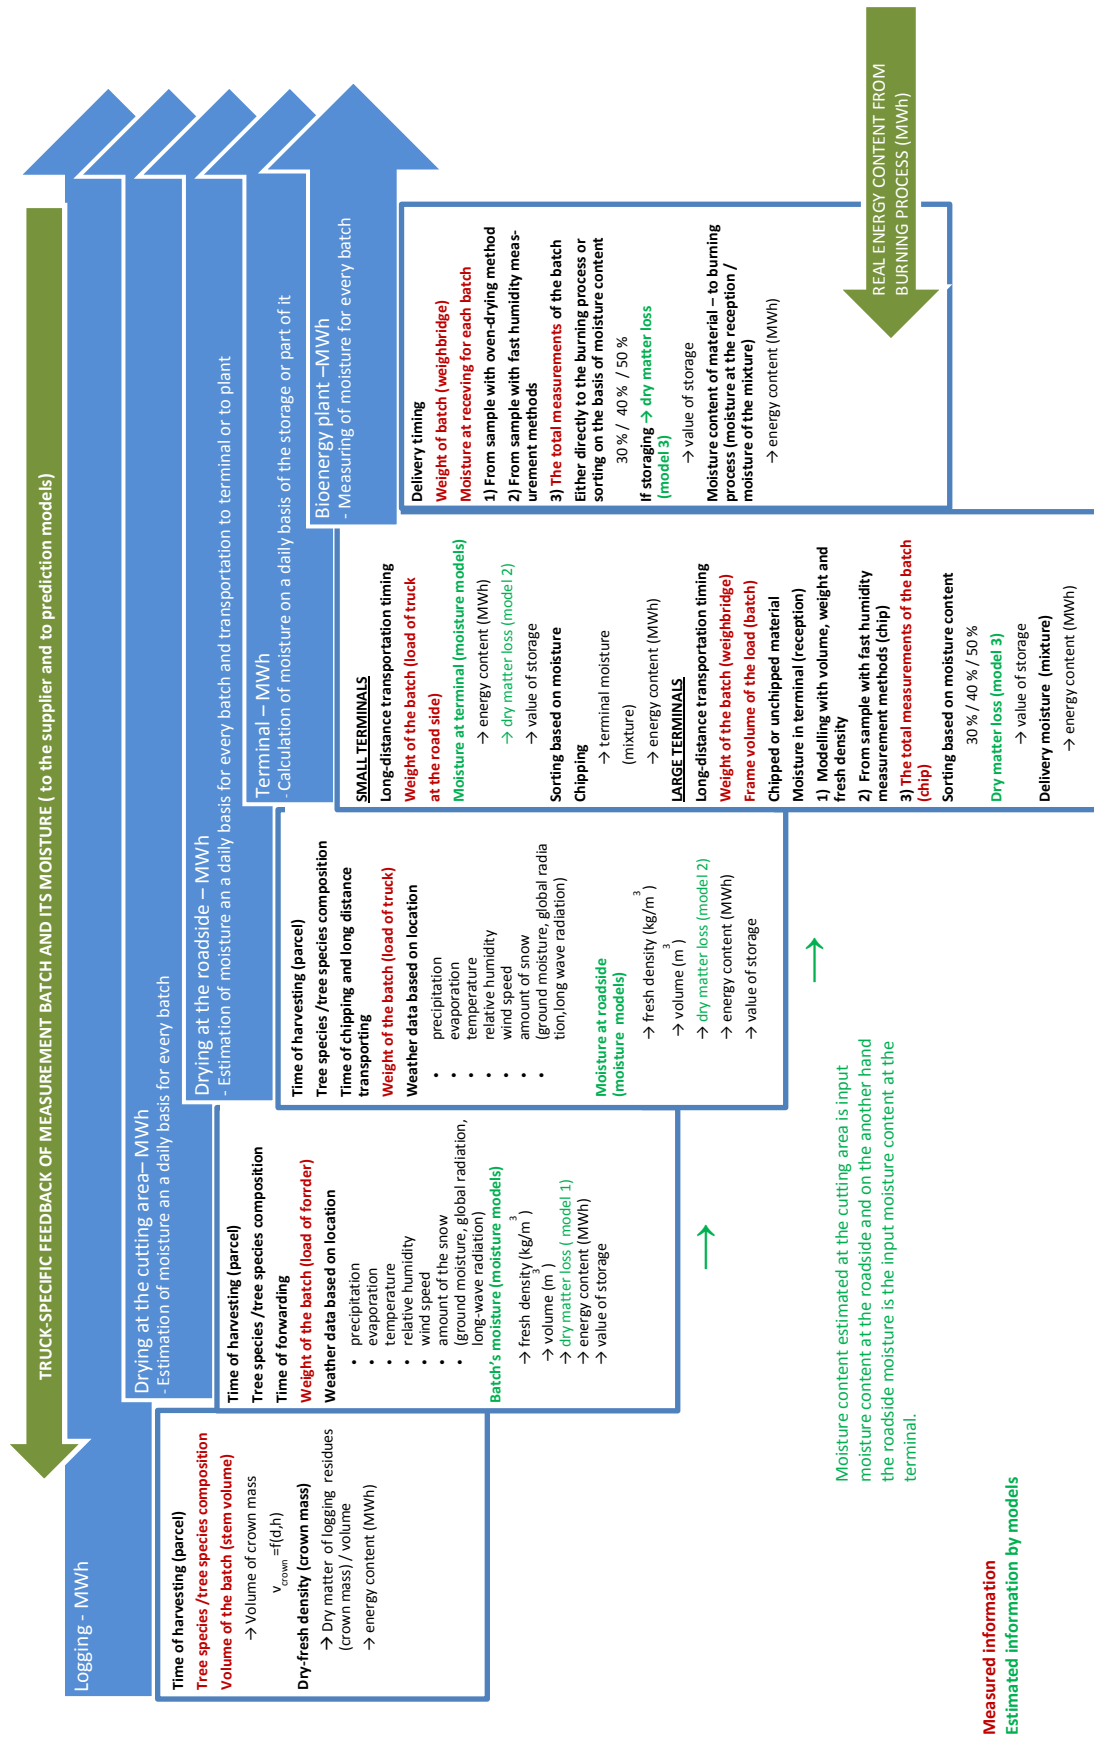 TRUCK-SPECIFIC FEEDBACK OF MEASUREMENT BATCH AND ITS MOISTURE ( to the supplier and to prediction models)
Logging - MWh
Time of harvesting (parcel)
Tree species /tree species composition
Volume of the batch (stem volume)
→ Volume of crown mass
v crown =f(d,h)
Dry-fresh density (crown mass)
→ Dry matter of logging residues
(crown mass) / volume
→ energy content (MWh)
Drying at the cutting area– MWh
- Estimation of moisture an a daily basis for every batch
Time of harvesting (parcel)
Tree species /tree species composition
Time of forwarding
Weight of the batch (load of forrder)
Weather data based on location
• precipitation
• evaporation
• temperature
• relative humidity
• wind speed
• amount of the snow
• (ground moisture, global radiation,
long-wave radiation)
Batch's moisture (moisture models)
→ fresh density (kg/m3)
→ volume (m3)
→ dry matter loss ( model 1)
→ energy content (MWh)
→ value of storage
→
Drying at the roadside – MWh
- Estimation of moisture an a daily basis for every batch and transportation to terminal or to plant
Time of harvesting (parcel)
Tree species /tree species composition
Time of chipping and long distance
transporting
Weight of the batch (load of truck)
Weather data based on location
• precipitation
• evaporation
• temperature
• relative humidity
• wind speed
• amount of snow
• (ground moisture, global radia
tion,long wave radiation)
Moisture at roadside
(moisture models)
→ fresh density (kg/m3)
→ volume (m3)
→ dry matter loss (model 2)
→ energy content (MWh)
→ value of storage
→
Terminal – MWh
- Calculation of moisture on a daily basis of the storage or part of it
SMALL TERMINALS
Long-distance transportation timing
Weight of the batch (load of truck
at the road side)
Moisture at terminal (moisture models)
→ energy content (MWh)
→ dry matter loss (model 2)
→ value of storage
Sorting based on moisture
Chipping
→ terminal moisture
(mixture)
→ energy content (MWh)
LARGE TERMINALS
Long-distance transportation timing
Weight of the batch (weighbridge)
Frame volume of the load (batch)
Chipped or unchipped material
Moisture in terminal (reception)
1) Modelling with volume, weight and
fresh density
2) From sample with fast humidity
measurement methods (chip)
3) The total measurements of the batch
(chip)
Sorting based on moisture content
30 % / 40 % / 50 %
Dry matter loss (model 3)
→ value of storage
Delivery moisture (mixture)
→ energy content (MWh)
Bioenergy plant –MWh
- Measuring of moisture for every batch
Delivery timing
Weight of batch (weighbridge)
Moisture at receving for each batch
1) From sample with oven-drying method
2) From sample with fast humidity meas-
urement methods
3) The total measurements of the batch
Either directly to the burning process or
sorting on the basis of moisture content
30 % / 40 % / 50 %
If storaging → dry matter loss
(model 3)
→ value of storage
Moisture content of material – to burning
process (moisture at the reception /
moisture of the mixture)
→ energy content (MWh)
REAL ENERGY CONTENT FROM
BURNING PROCESS (MWh)
Moisture content estimated at the cutting area is input
moisture content at the roadside and on the another hand
the roadside moisture is the input moisture content at the
terminal.
Measured information
Estimated information by models